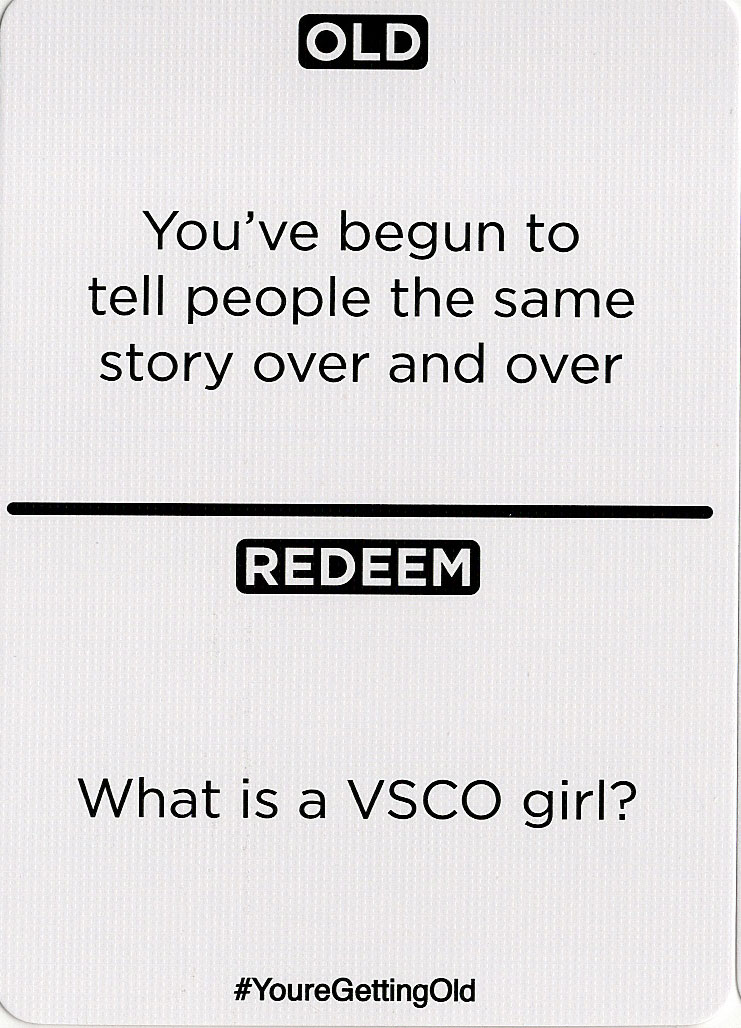 OLD
You've begun to
tell people the same
story over and over
REDEEM
What is a VSCO girl?
#YoureGettingOld